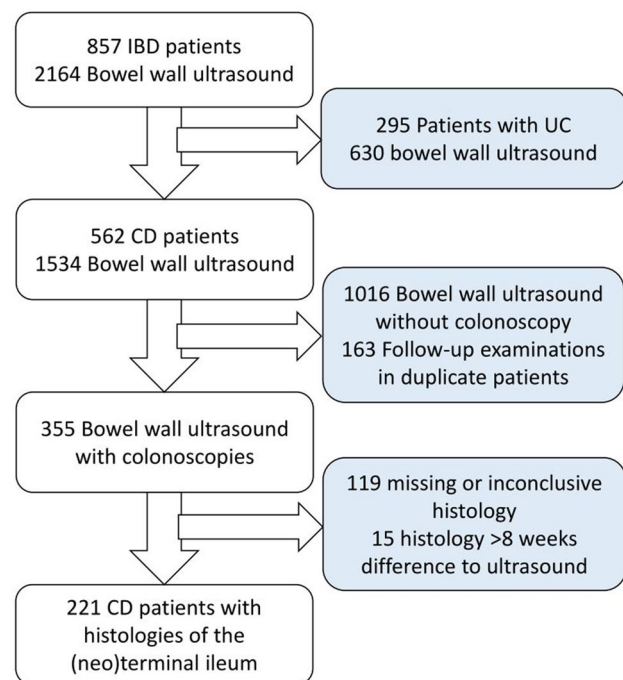 857 IBD patients
2164 Bowel wall ultrasound
295 Patients with UC
630 bowel wall ultrasound
562 CD patients
1534 Bowel wall ultrasound
1016 Bowel wall ultrasound
without colonoscopy
163 Follow-up examinations
in duplicate patients
355 Bowel wall ultrasound
with colonoscopies
119 missing or inconclusive
histology
15 histology >8 weeks
difference to ultrasound
221 CD patients with
histologies of the
(neo)terminal ileum